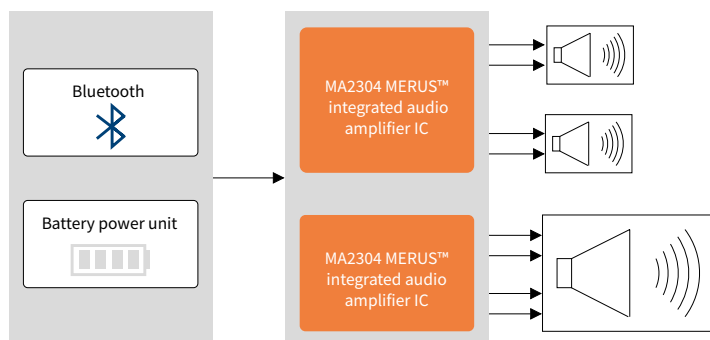 Bluetooth
Battery power unit
MA2304 MERUS™
integrated audio
amplifier IC
MA2304 MERUS™
integrated audio
amplifier IC